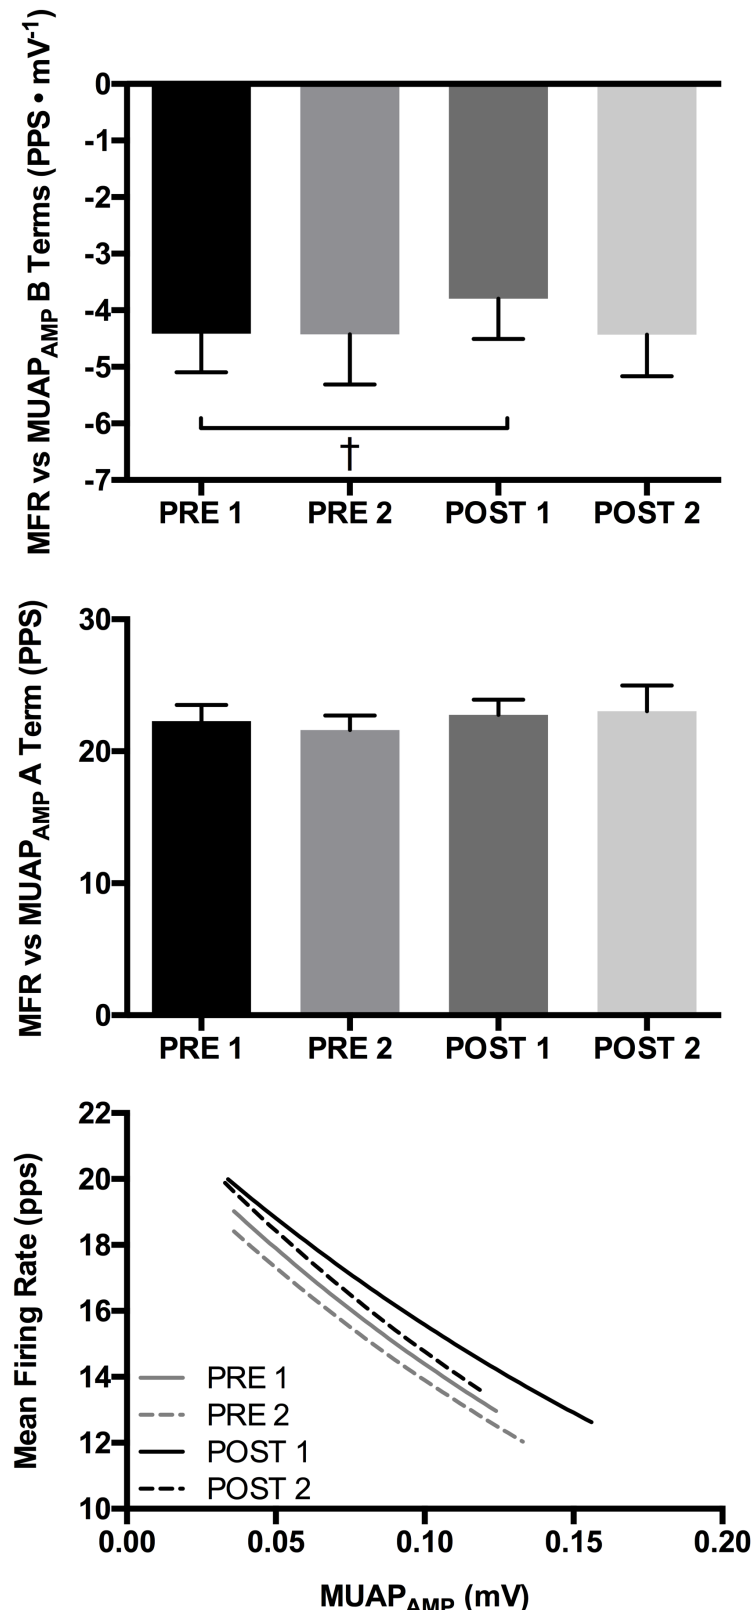 MFR vs MUAPAMP B Terms (PPS • mV-1)
0
-1
-2
-3
-4
-5
-6
-7
†
PRE 1 PRE 2 POST 1 POST 2
MFR vs MUAPAMP A Term (PPS)
30
20
10
0
PRE 1 PRE 2 POST 1 POST 2
Mean Firing Rate (pps)
22
20
18
16
14
12
10
PRE 1
PRE 2
POST 1
POST 2
0.00 0.05 0.10 0.15 0.20
MUAPAMP (mV)